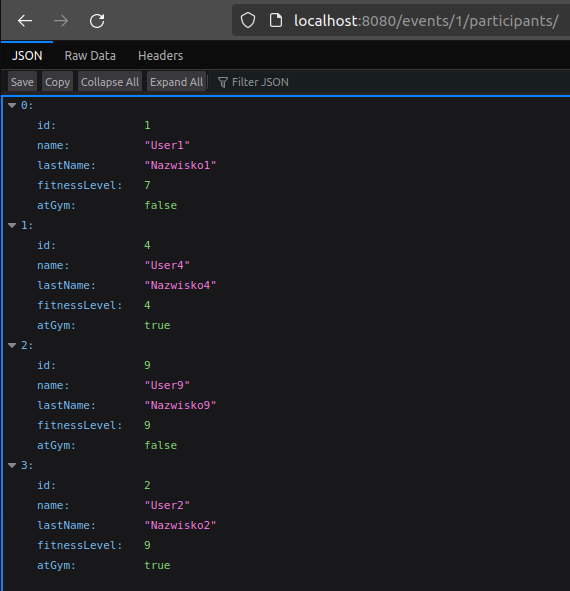 localhost:8080/events/1/participants/
JSON Raw Data Headers
Save Copy Collapse All Expand All Filter JSON
0:
id: 1
name: "User1"
lastName: "Nazwisko1"
fitnessLevel: 7
atGym: false
1:
id: 4
name: "User4"
lastName: "Nazwisko4"
fitnessLevel: 4
atGym: true
2:
id: 9
name: "User9"
lastName: "Nazwisko9"
fitnessLevel: 9
atGym: false
3:
id: 2
name: "User2"
lastName: "Nazwisko2"
fitnessLevel: 9
atGym: true